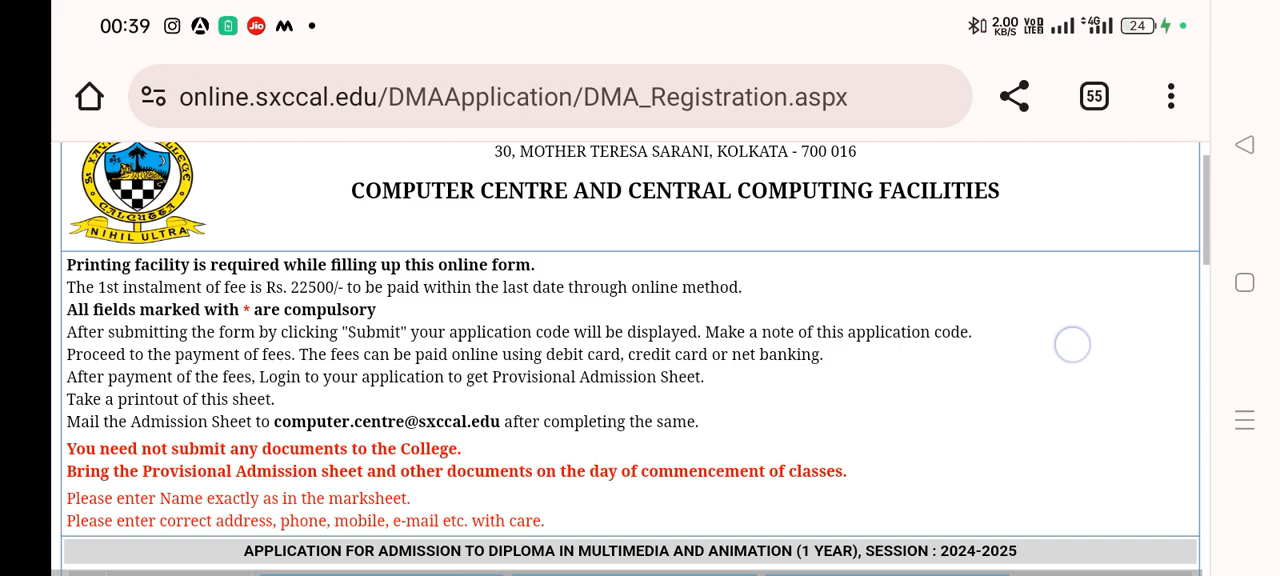 00:39
2.00 KB/S
VoD LTE2
4G
24
online.sxccal.edu/DMAApplication/DMA_Registration.aspx
55
30, MOTHER TERESA SARANI, KOLKATA - 700 016
COMPUTER CENTRE AND CENTRAL COMPUTING FACILITIES
NIHIL ULTRA
Printing facility is required while filling up this online form.
The 1st instalment of fee is Rs. 22500/- to be paid within the last date through online method.
All fields marked with * are compulsory
After submitting the form by clicking "Submit" your application code will be displayed. Make a note of this application code.
Proceed to the payment of fees. The fees can be paid online using debit card, credit card or net banking.
After payment of the fees, Login to your application to get Provisional Admission Sheet.
Take a printout of this sheet.
Mail the Admission Sheet to computer.centre@sxccal.edu after completing the same.
You need not submit any documents to the College.
Bring the Provisional Admission sheet and other documents on the day of commencement of classes.
Please enter Name exactly as in the marksheet.
Please enter correct address, phone, mobile, e-mail etc. with care.
APPLICATION FOR ADMISSION TO DIPLOMA IN MULTIMEDIA AND ANIMATION (1 YEAR), SESSION : 2024-2025